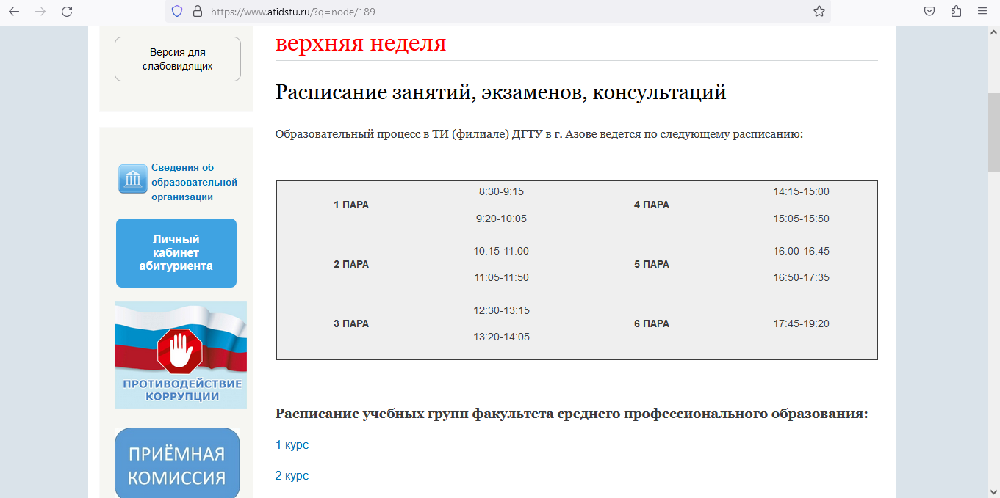 https://www.atidstu.ru/?q=node/189
Версия для
слабовидящих
Сведения об
образовательной
организации
Личный
кабинет
абитуриента
ПРОТИВОДЕЙСТВИЕ
КОРРУПЦИИ
ПРИЁМНАЯ
КОМИССИЯ
верхняя неделя
Расписание занятий, экзаменов, консультаций
Образовательный процесс в ТИ (филиале) ДГТУ в г. Азове ведется по следующему расписанию:
1 ПАРА
8:30-9:15
9:20-10:05
4 ПАРА
14:15-15:00
15:05-15:50
2 ПАРА
10:15-11:00
11:05-11:50
5 ПАРА
16:00-16:45
16:50-17:35
3 ПАРА
12:30-13:15
13:20-14:05
6 ПАРА
17:45-19:20
Расписание учебных групп факультета среднего профессионального образования:
1 курс
2 курс